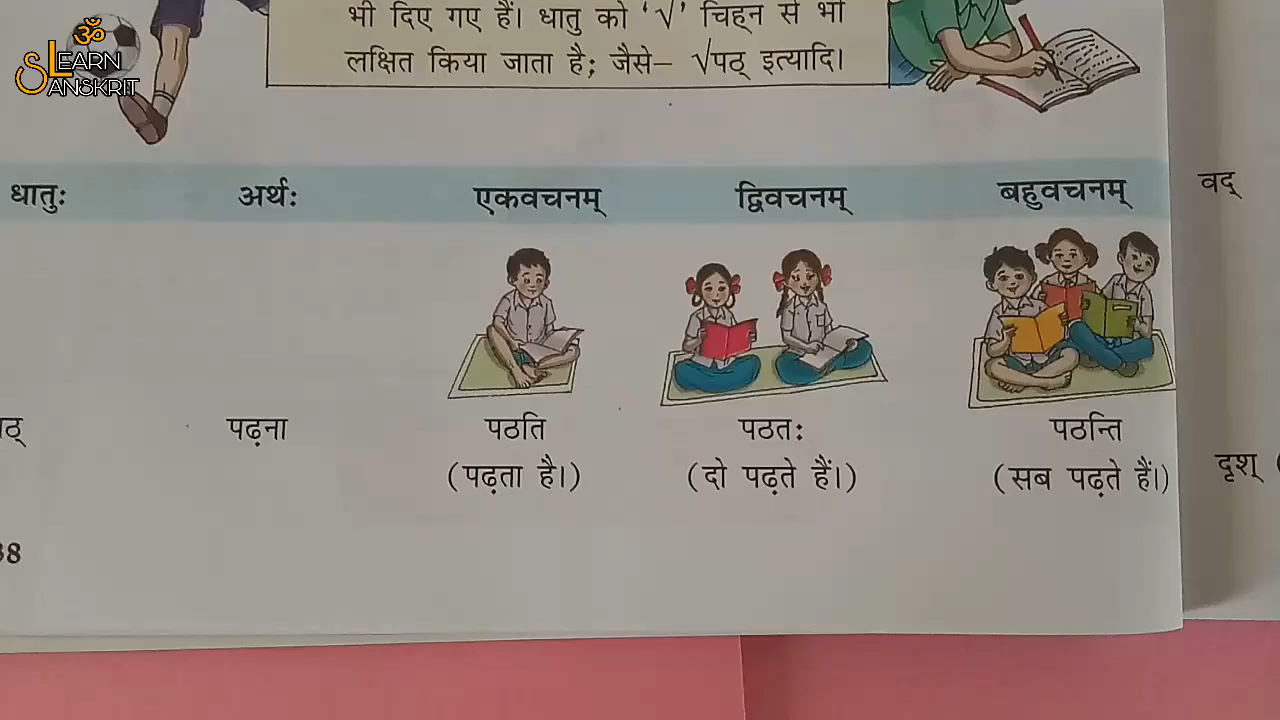 ॐ
LEARN
SANSKRIT
भी दिए गए हैं। धातु को ‘√’ चिह्न से भी
लक्षित किया जाता है; जैसे– √पठ् इत्यादि।
धातुः अर्थः एकवचनम् द्विवचनम् बहुवचनम्
वद्
पढ़ना पठति पठतः पठन्ति
(पढ़ता है।) (दो पढ़ते हैं।) (सब पढ़ते हैं।)
दृश् (
38